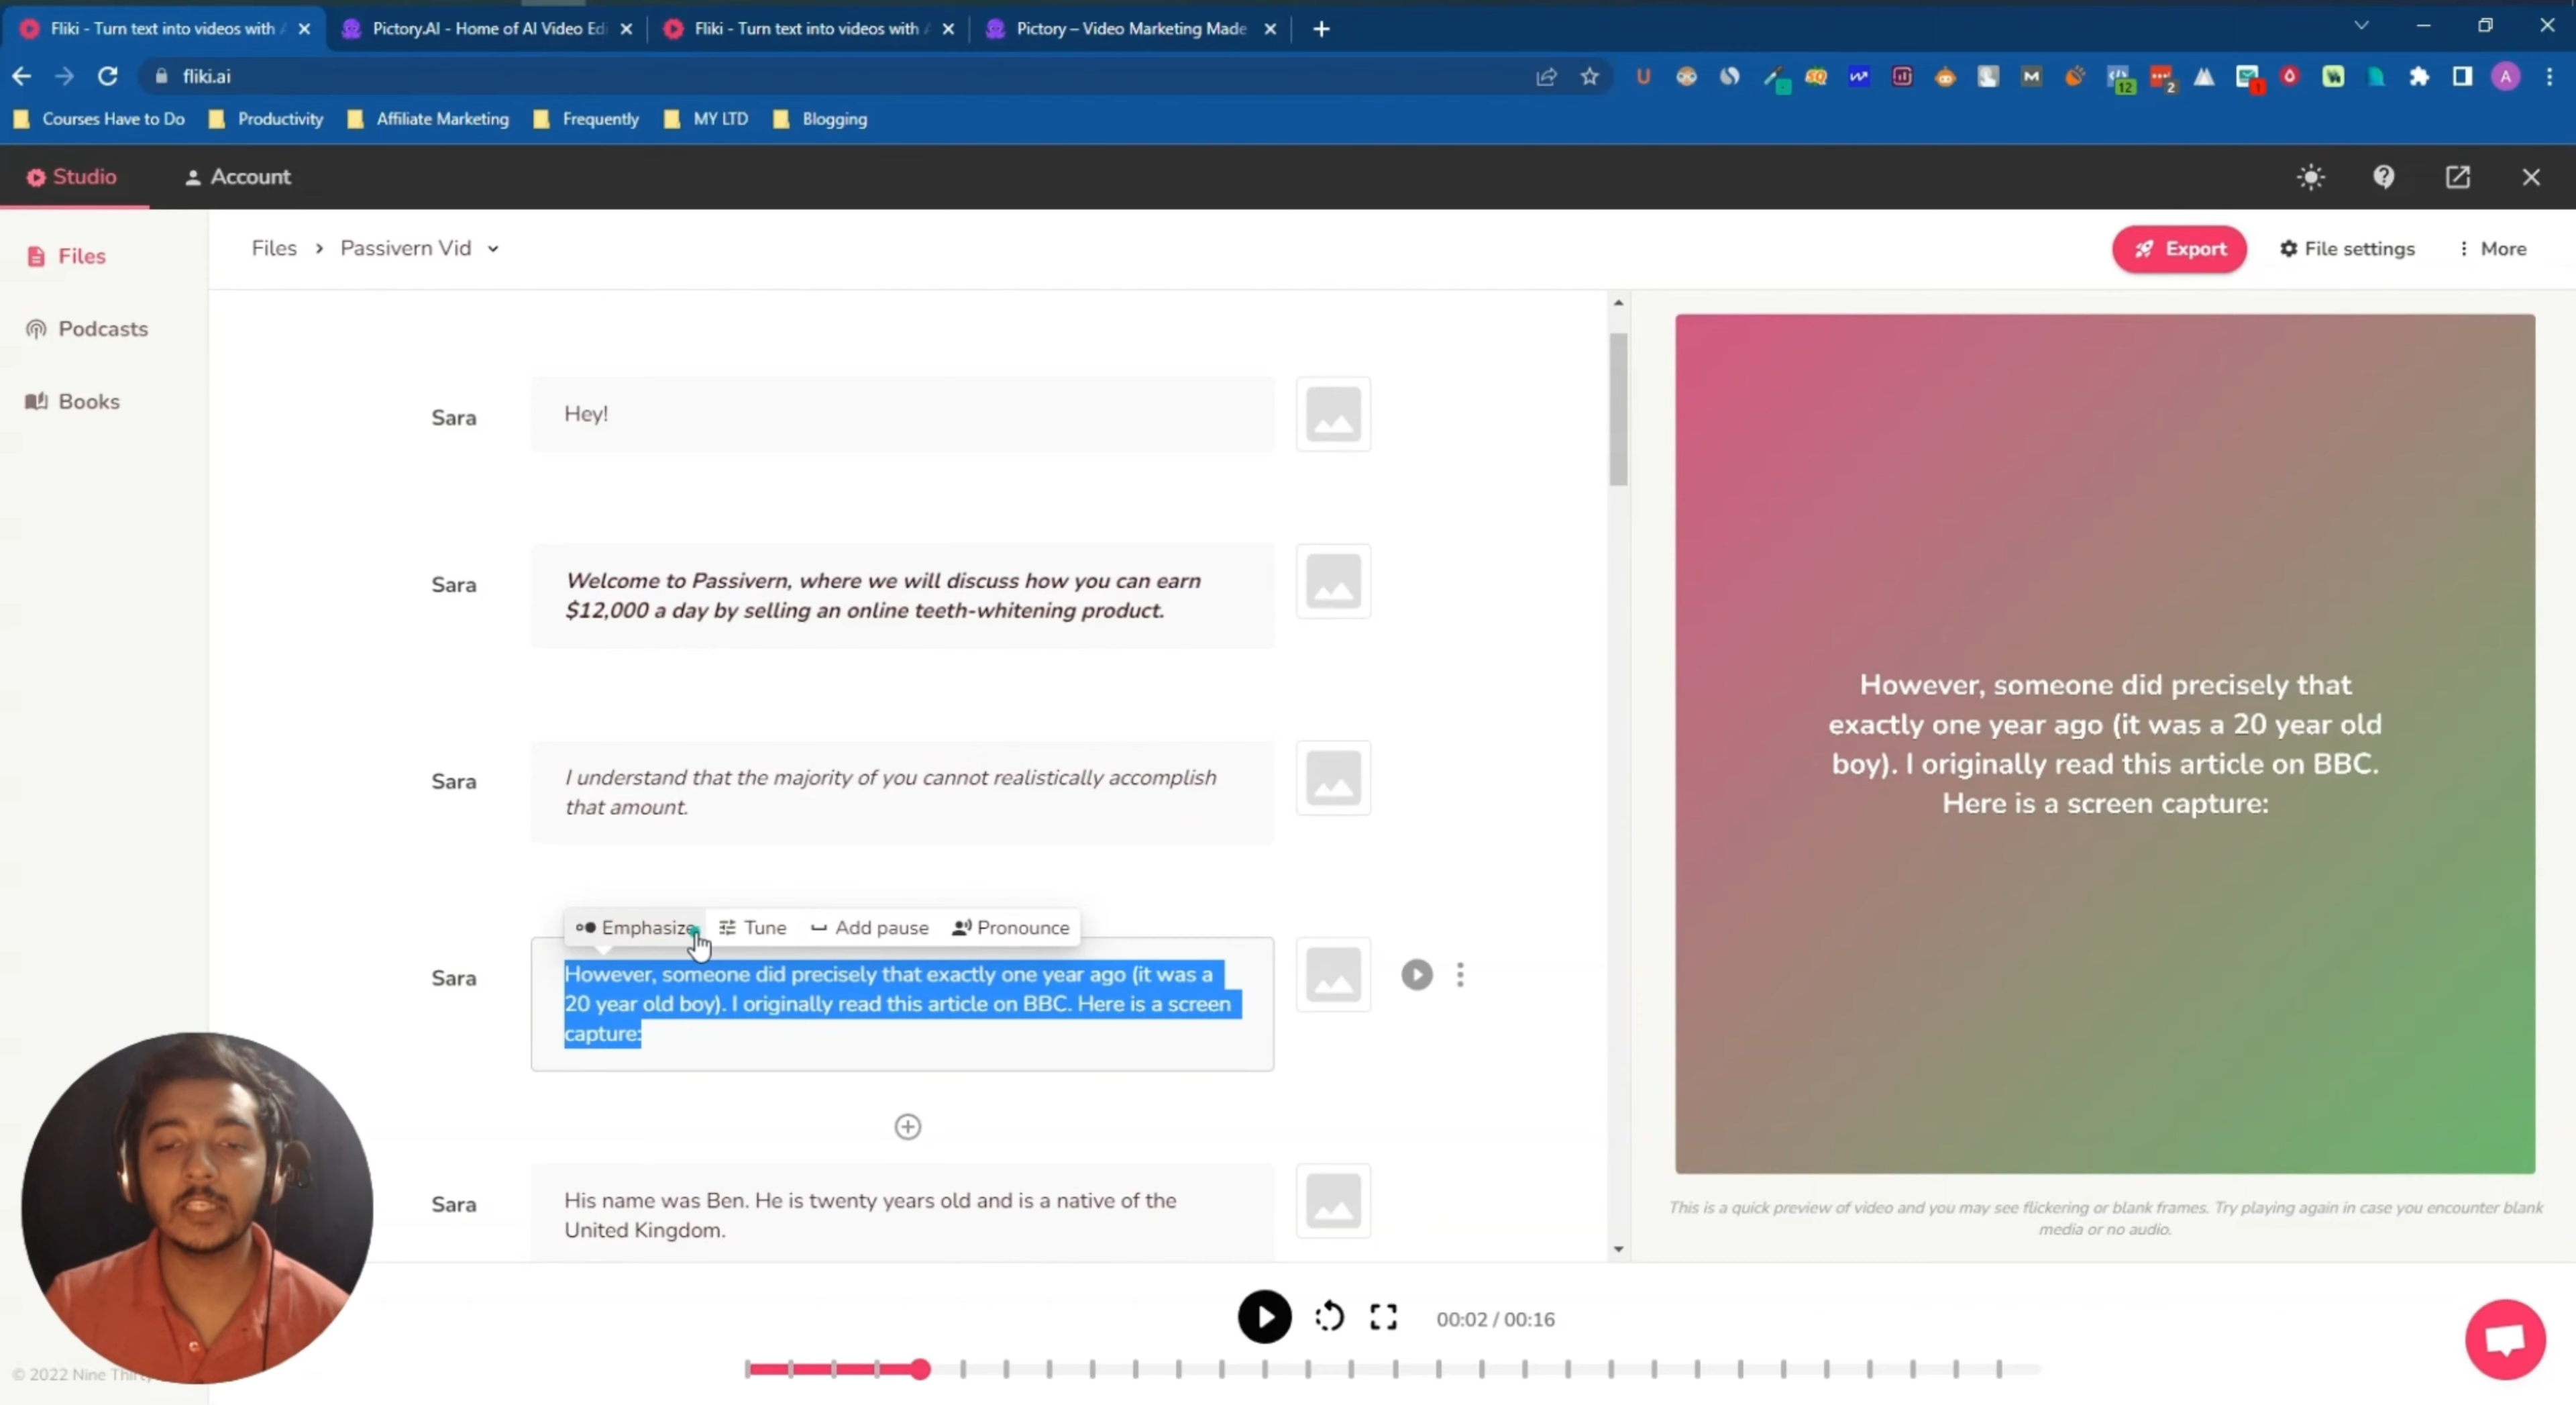 Fliki - Turn text into videos with
Pictory.AI - Home of AI Video Edi
Fliki - Turn text into videos with
Pictory – Video Marketing Made
fliki.ai
12
2
1
A
Courses Have to Do
Productivity
Affiliate Marketing
Frequently
MY LTD
Blogging
Studio
Account
Files
Podcasts
Books
Files > Passivern Vid
Export
File settings
More
Sara
Hey!
Sara
Welcome to Passivern, where we will discuss how you can earn
$12,000 a day by selling an online teeth-whitening product.
Sara
I understand that the majority of you cannot realistically accomplish
that amount.
Emphasize
Tune
Add pause
Pronounce
Sara
However, someone did precisely that exactly one year ago (it was a
20 year old boy). I originally read this article on BBC. Here is a screen
capture:
Sara
His name was Ben. He is twenty years old and is a native of the
United Kingdom.
However, someone did precisely that
exactly one year ago (it was a 20 year old
boy). I originally read this article on BBC.
Here is a screen capture:
This is a quick preview of video and you may see flickering or blank frames. Try playing again in case you encounter blank
media or no audio.
00:02 / 00:16
© 2022 Nine Thirty